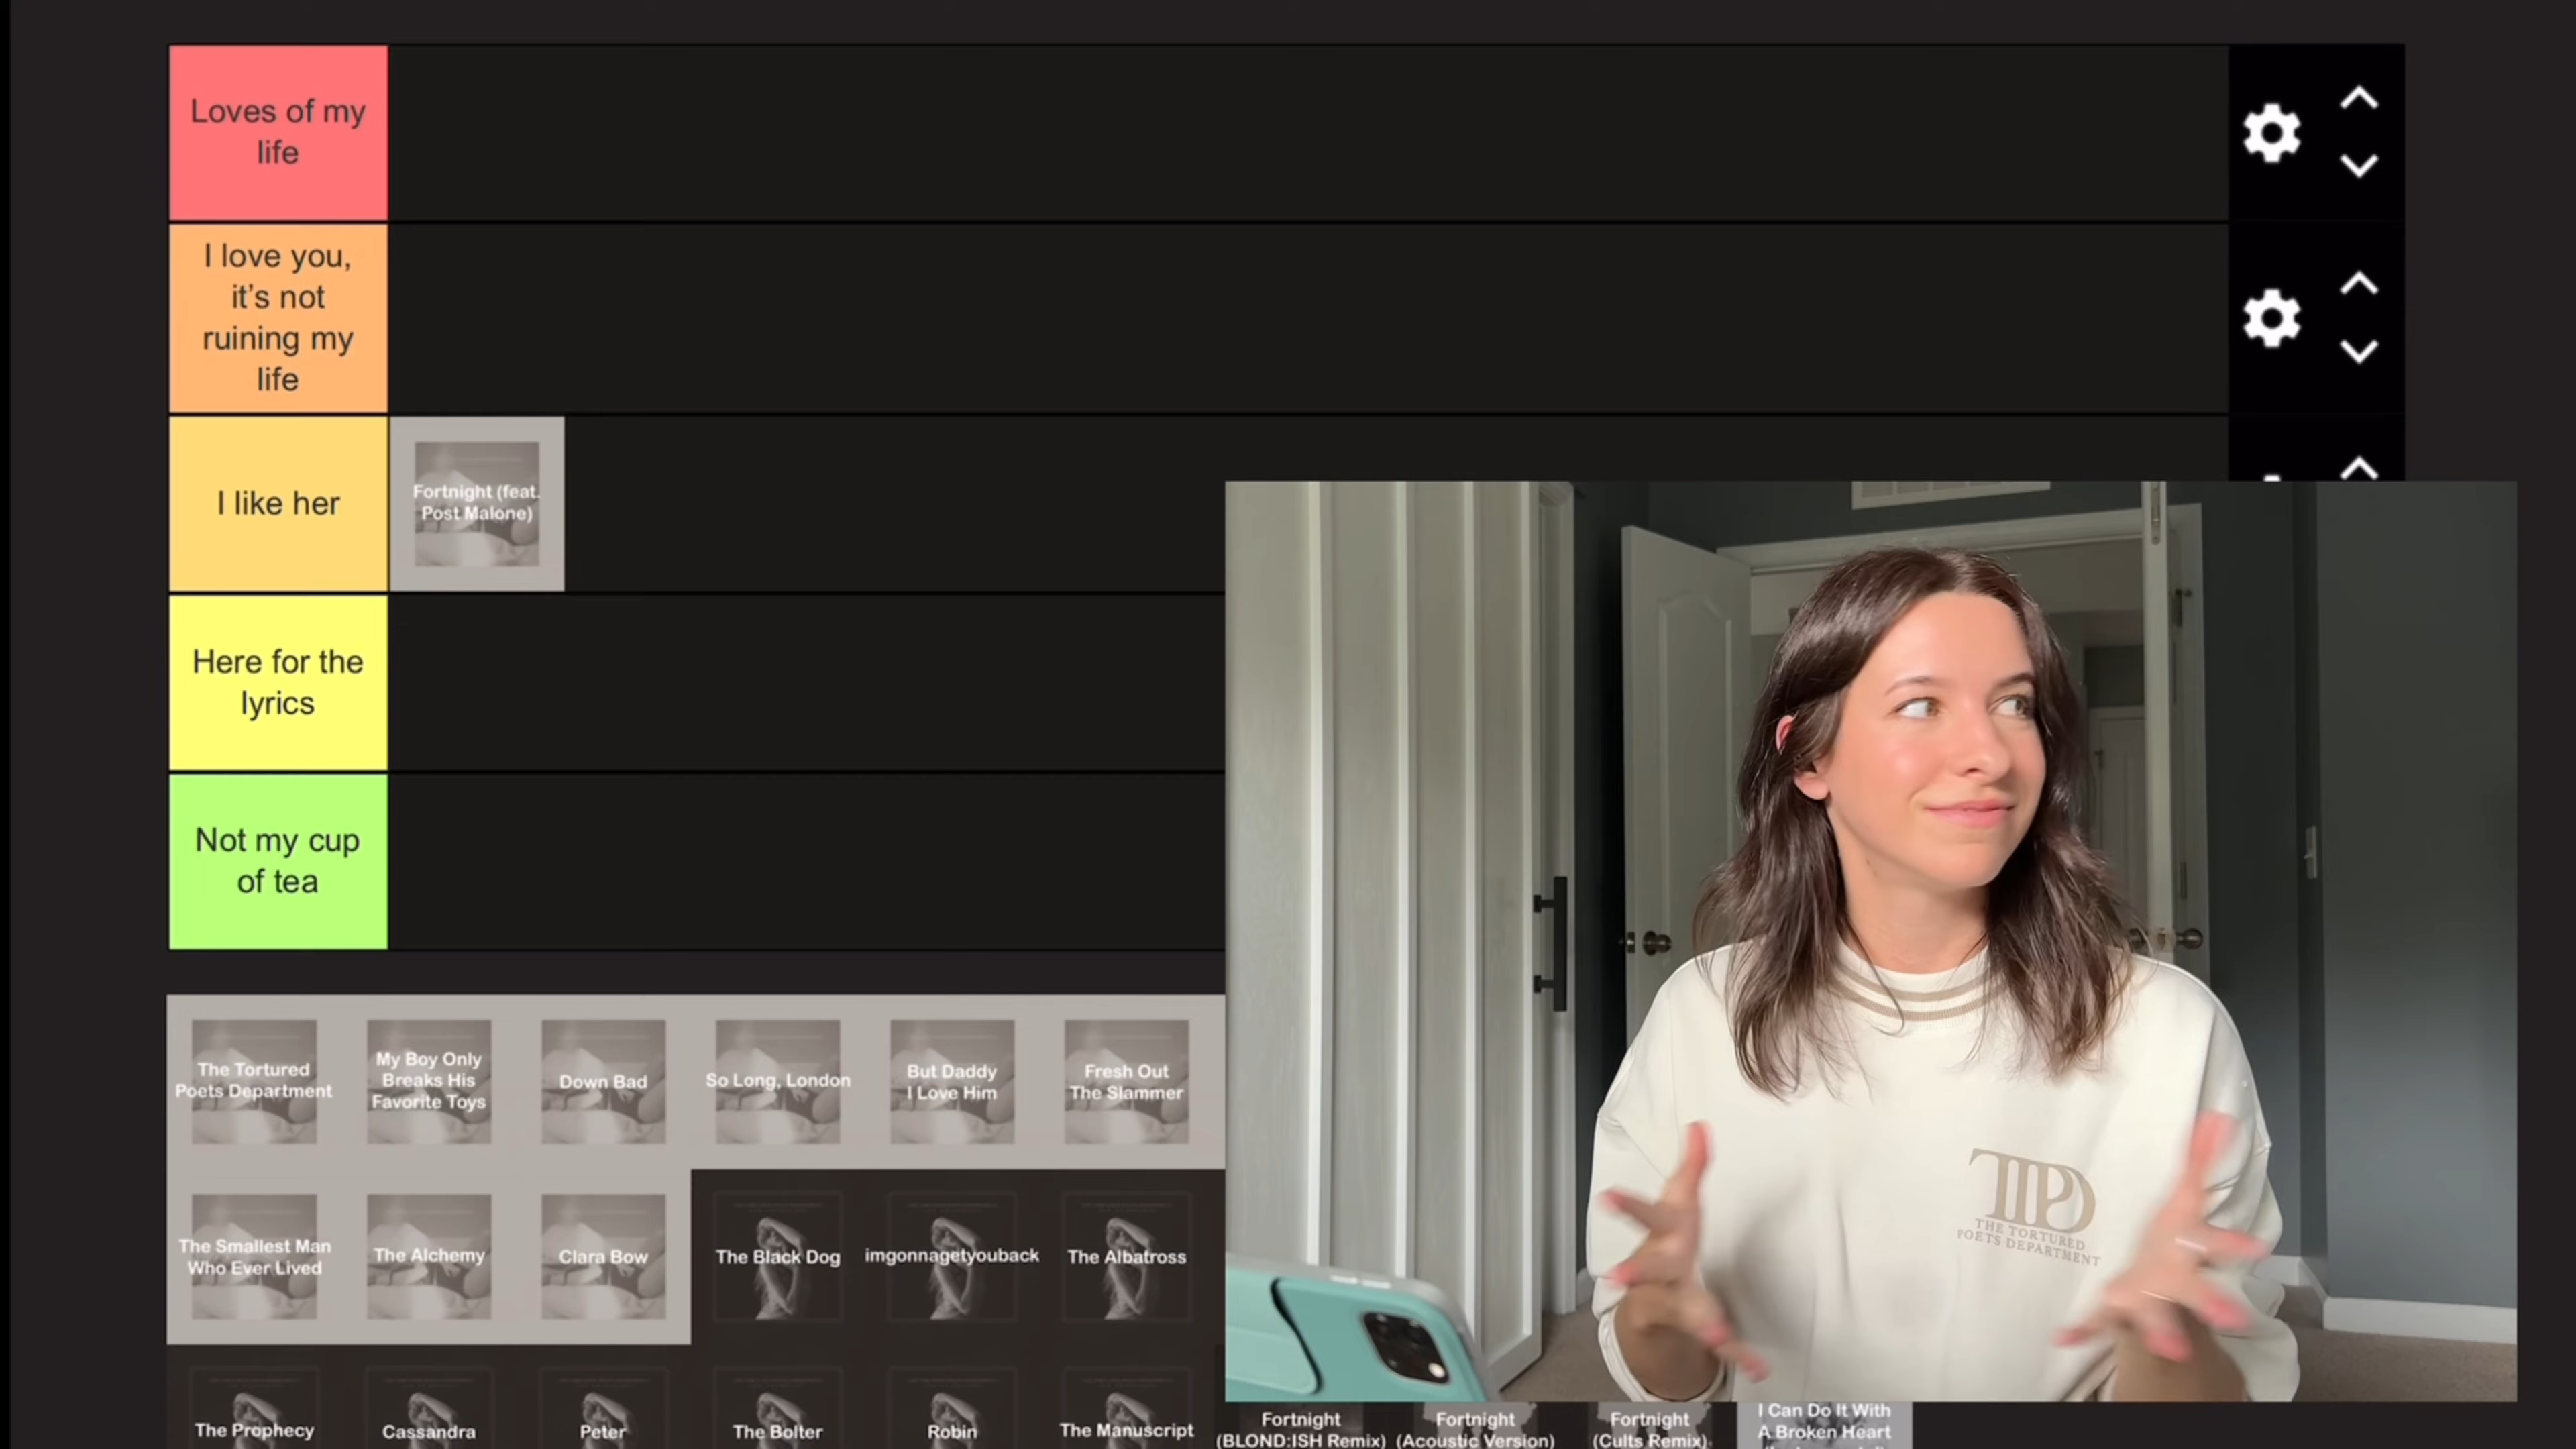 Loves of my
life
I love you,
it's not
ruining my
life
I like her
Fortnight (feat.
Post Malone)
Here for the
lyrics
Not my cup
of tea
The Tortured
Poets Department
My Boy Only
Breaks His
Favorite Toys
Down Bad
So Long, London
But Daddy
I Love Him
Fresh Out
The Slammer
The Smallest Man
Who Ever Lived
The Alchemy
Clara Bow
The Black Dog
imgonnagetyouback
The Albatross
The Prophecy
Cassandra
Peter
The Bolter
Robin
The Manuscript
Fortnight
(BLOND:ISH Remix)
Fortnight
(Acoustic Version)
Fortnight
(Cults Remix)
I Can Do It With
A Broken Heart
TTPD
THE TORTURED
POETS DEPARTMENT